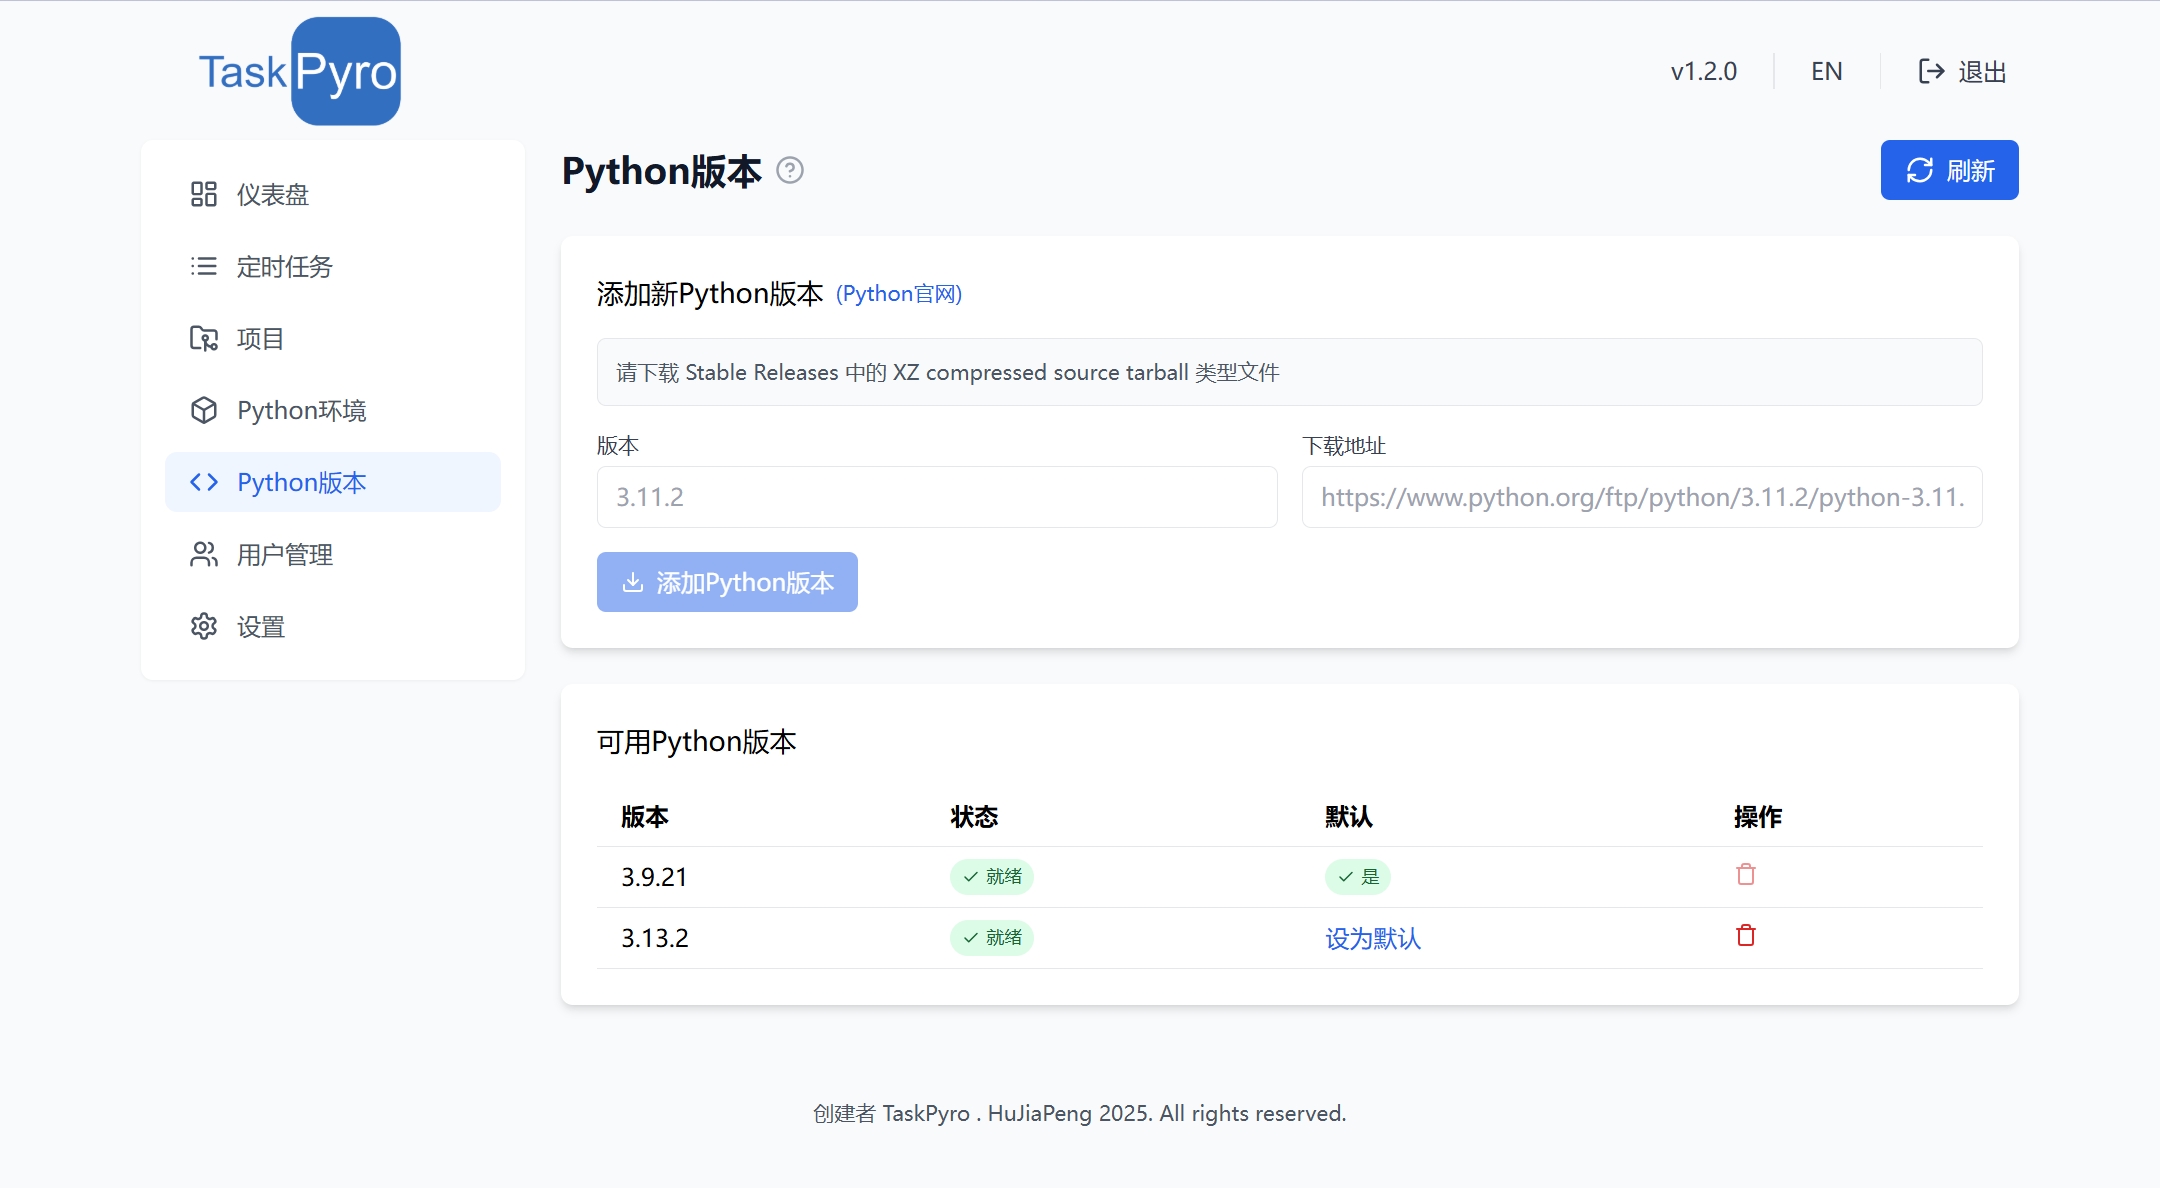 TaskPyro
v1.2.0
EN
退出
仪表盘
定时任务
项目
Python环境
Python版本
用户管理
设置
Python版本
刷新
添加新Python版本 (Python官网)
请下载 Stable Releases 中的 XZ compressed source tarball 类型文件
版本
下载地址
3.11.2
https://www.python.org/ftp/python/3.11.2/python-3.11.
添加Python版本
可用Python版本
版本 状态 默认 操作
3.9.21 就绪 是
3.13.2 就绪 设为默认
创建者 TaskPyro . HuJiaPeng 2025. All rights reserved.